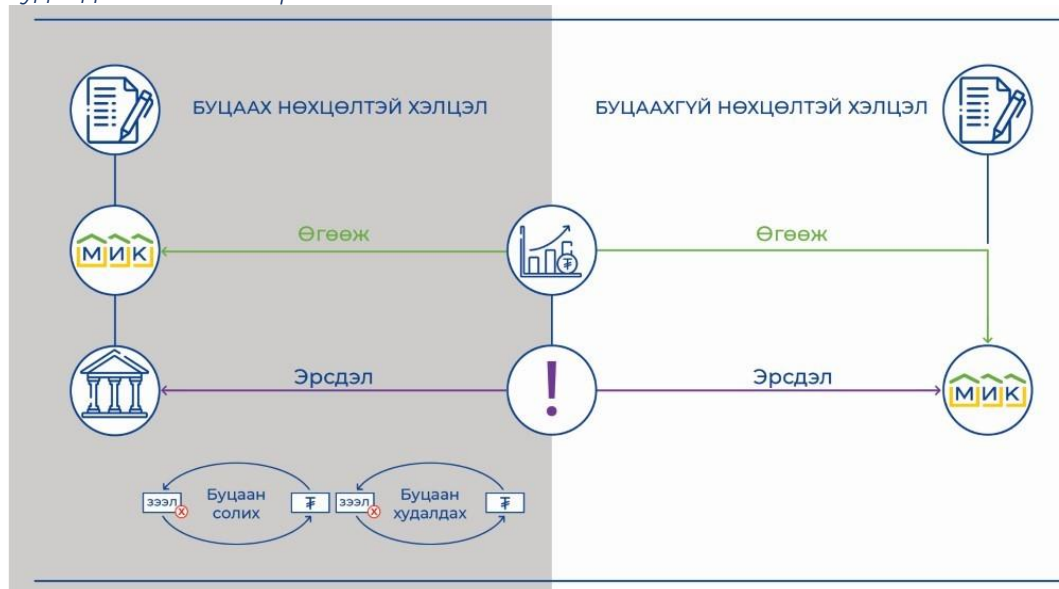 БУЦААХ НӨХЦӨЛТЭЙ ХЭЛЦЭЛ
БУЦААХГҮЙ НӨХЦӨЛТЭЙ ХЭЛЦЭЛ
МИК
Өгөөж
₮
Өгөөж
Эрсдэл
!
Эрсдэл
МИК
ЗЭЭЛ
X
Буцаан
солих
₮
ЗЭЭЛ
X
Буцаан
худалдах
₮